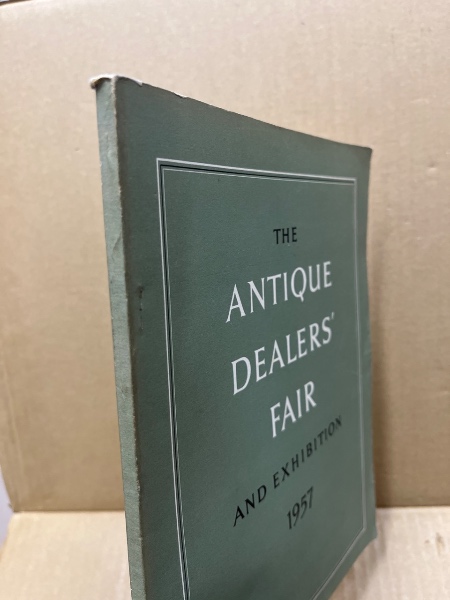 THE
ANTIQUE
DEALERS'
FAIR
AND EXHIBITION
1957